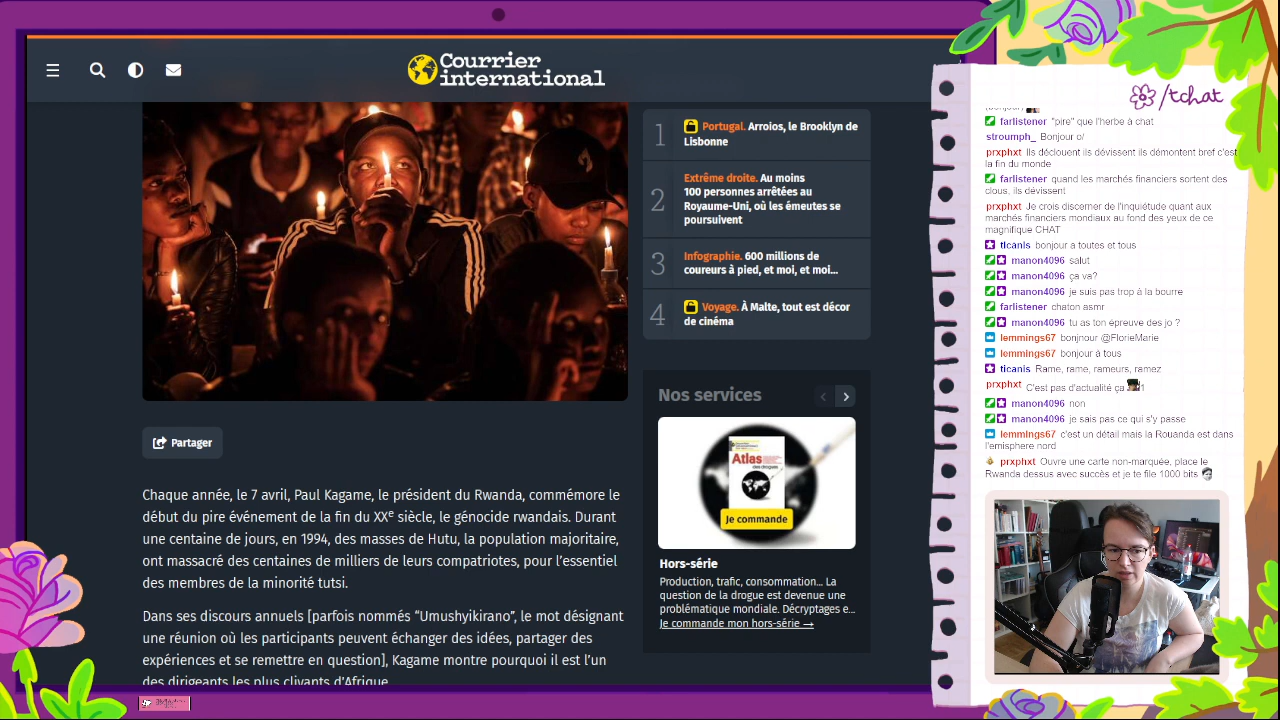 Courrier
international
1
Portugal. Arroios, le Brooklyn de
Lisbonne
2
Extrême droite. Au moins
100 personnes arrêtées au
Royaume-Uni, où les émeutes se
poursuivent
3
Infographie. 600 millions de
coureurs à pied, et moi, et moi…
4
Voyage. À Malte, tout est décor
de cinéma
Partager
Chaque année, le 7 avril, Paul Kagame, le président du Rwanda, commémore le
début du pire événement de la fin du XXe siècle, le génocide rwandais. Durant
une centaine de jours, en 1994, des masses de Hutu, la population majoritaire,
ont massacré des centaines de milliers de leurs compatriotes, pour l’essentiel
des membres de la minorité tutsi.
Dans ses discours annuels [parfois nommés “Umushyikirano”, le mot désignant
une réunion où les participants peuvent échanger des idées, partager des
expériences et se remettre en question], Kagame montre pourquoi il est l’un
des dirigeants les plus clivants d’Afrique.
Nos services
Atlas
des drogues
Je commande
Hors-série
Production, trafic, consommation… La
question de la drogue est devenue une
problématique mondiale. Décryptages e…
Je commande mon hors-série →
/tchat
farlistener "pire" que l'herbe à chat
stroumph_ Bonjour o/
prxphxt Ils déclouent ils dévissent ils démontent bref c'est
la fin du monde
farlistener quand les marchés financiers sortent des
clous, ils dévissent
prxphxt Je crois discerner de l'inquiétude quant aux
marchés financiers mondiaux au fond des yeux de ce
magnifique CHAT
ticanis bonjour a toutes et tous
manon4096 salut
manon4096 ça va?
manon4096 je suis pas trop à la bourre
farlistener chaton asmr
manon4096 tu as ton épreuve des jo ?
lemmings67 bonjnour @FlorieMarie
lemmings67 bonjour à tous
ticanis Rame, rame, rameurs, ramez
prxphxt C'est pas d'actualité ça 1
manon4096 non
manon4096 je sais pas ce qui s'y passe
lemmings67 c'est un détail mais la Rouanda est dans
l'emisphere nord
prxphxt Ouvre une carte non-marquée, place le
Rwanda dessus avec succès et je te file 1000 bits